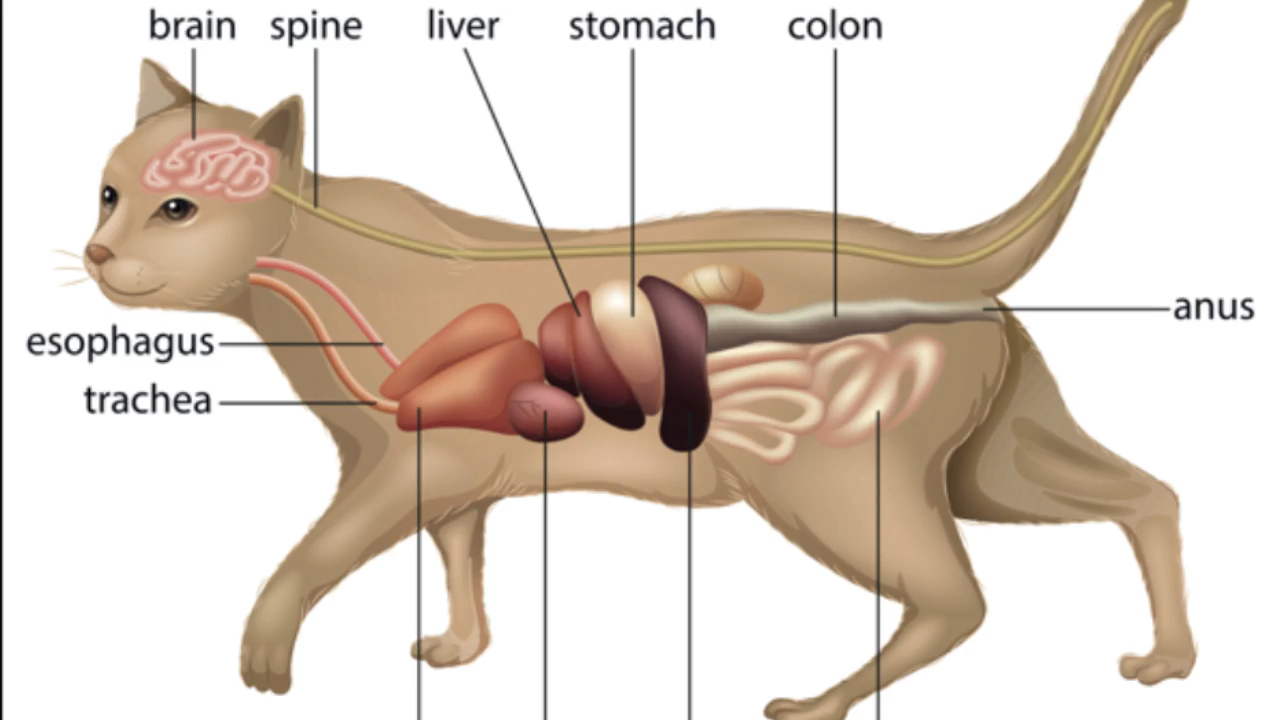 brain spine liver stomach colon
anus
esophagus
trachea